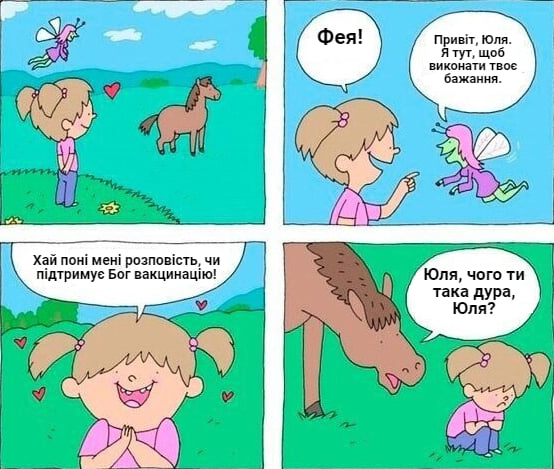 Фея!
Привіт, Юля.
Я тут, щоб
виконати твоє
бажання.
Хай поні мені розповість, чи
підтримує Бог вакцинацію!
Юля, чого ти
така дура,
Юля?